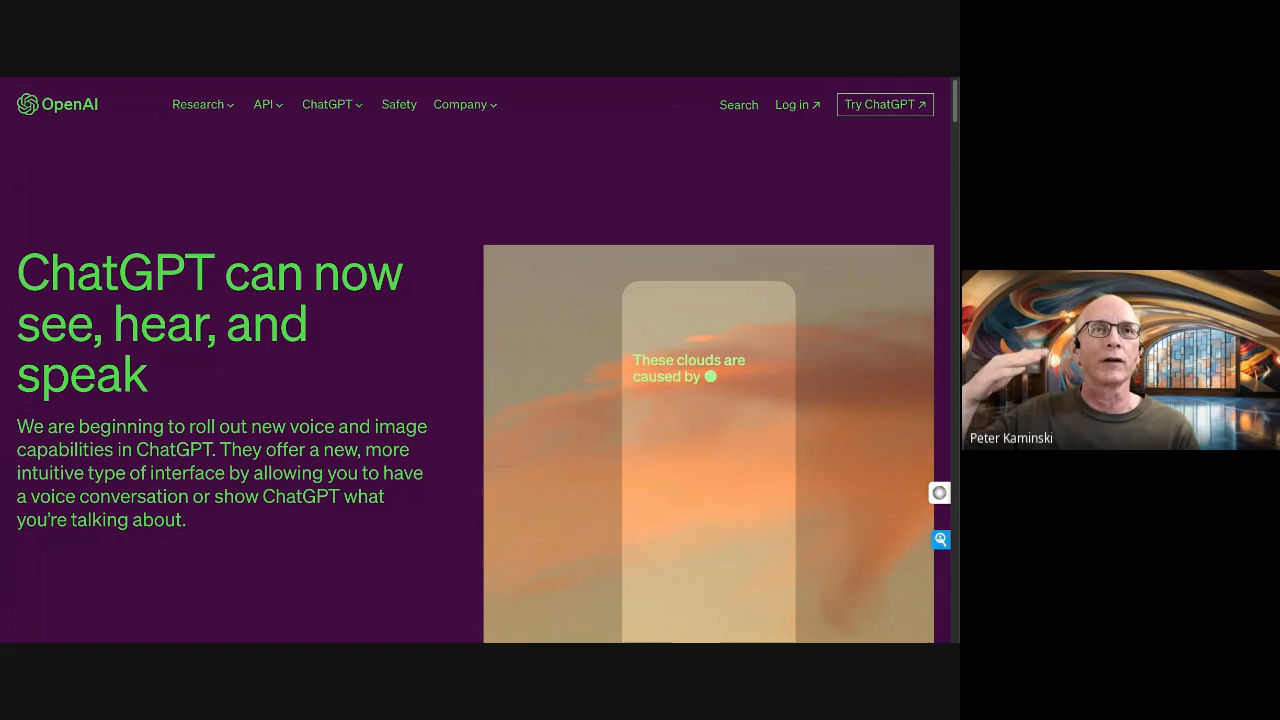 OpenAI
Research
API
ChatGPT
Safety
Company
Search
Log in ↗
Try ChatGPT ↗
ChatGPT can now
see, hear, and
speak
We are beginning to roll out new voice and image
capabilities in ChatGPT. They offer a new, more
intuitive type of interface by allowing you to have
a voice conversation or show ChatGPT what
you’re talking about.
These clouds are
caused by
Peter Kaminski